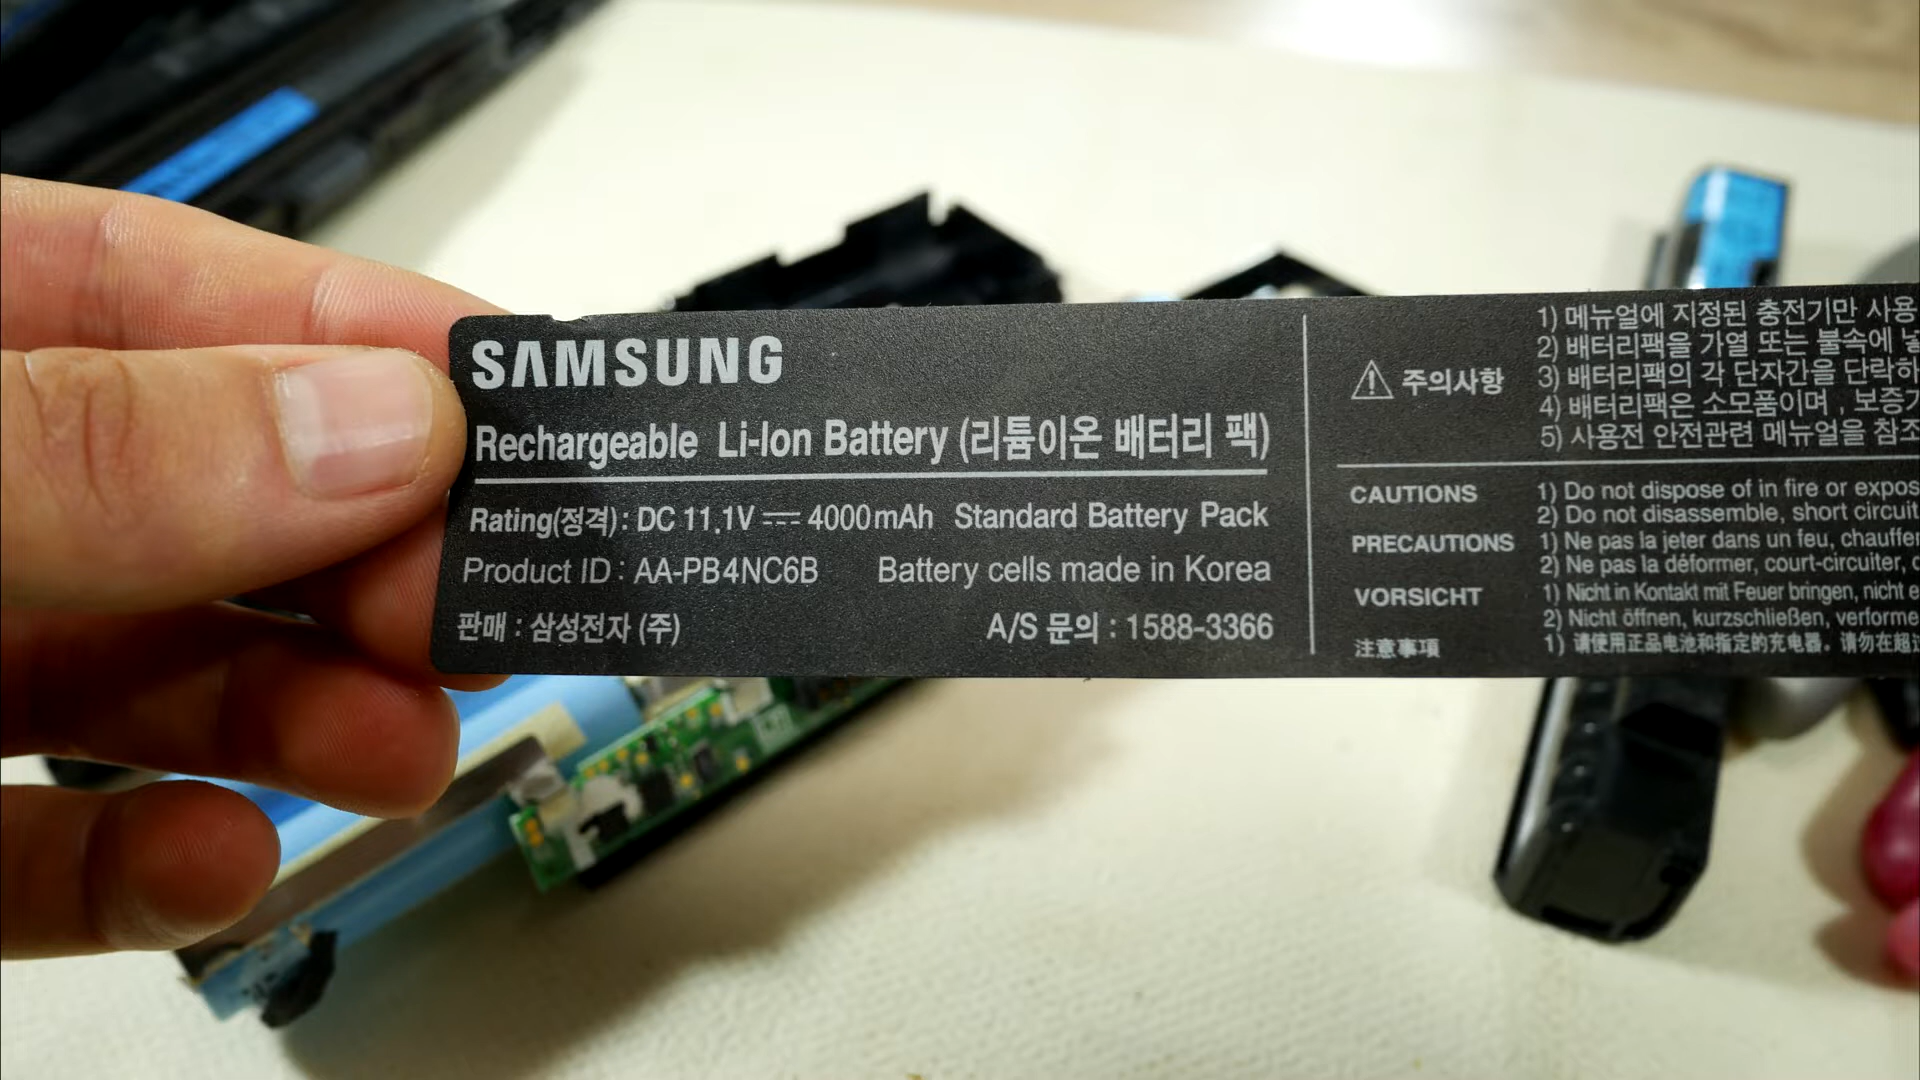 SAMSUNG
Rechargeable Li-Ion Battery (리튬이온 배터리 팩)
Rating(정격) : DC 11.1V ⎓ 4000mAh Standard Battery Pack
Product ID : AA-PB4NC6B Battery cells made in Korea
판매 : 삼성전자 (주) A/S 문의 : 1588-3366
⚠ 주의사항
1) 메뉴얼에 지정된 충전기만 사용
2) 배터리팩을 가열 또는 불속에
3) 배터리팩의 각 단자간을 단락하
4) 배터리팩은 소모품이며 , 보증기
5) 사용전 안전관련 메뉴얼을 참조
CAUTIONS 1) Do not dispose of in fire or expos
2) Do not disassemble, short circuit
PRECAUTIONS 1) Ne pas la jeter dans un feu, chauffer
2) Ne pas la déformer, court-circuiter,
VORSICHT 1) Nicht in Kontakt mit Feuer bringen, nicht e
2) Nicht öffnen, kurzschließen, verforme
注意事項 1) 请使用正品电池和指定的充电器。请勿在超过